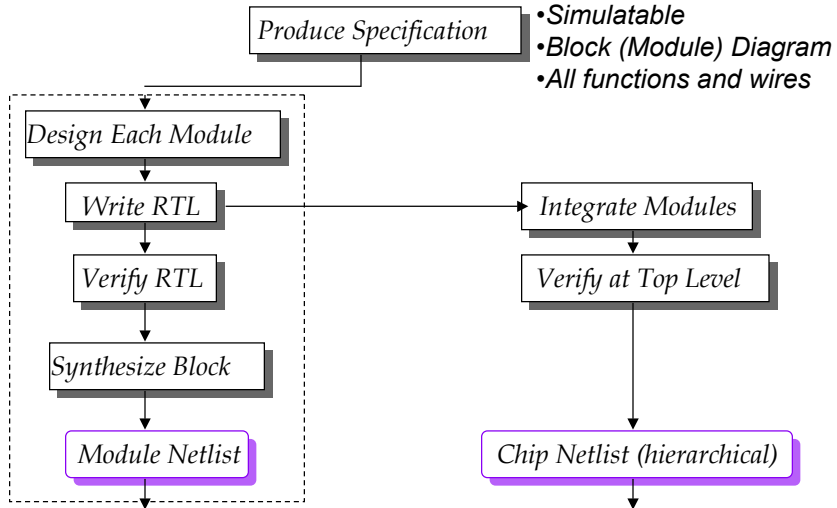 Produce Specification
•Simulatable
•Block (Module) Diagram
•All functions and wires
Design Each Module
Write RTL
Integrate Modules
Verify RTL
Verify at Top Level
Synthesize Block
Module Netlist
Chip Netlist (hierarchical)